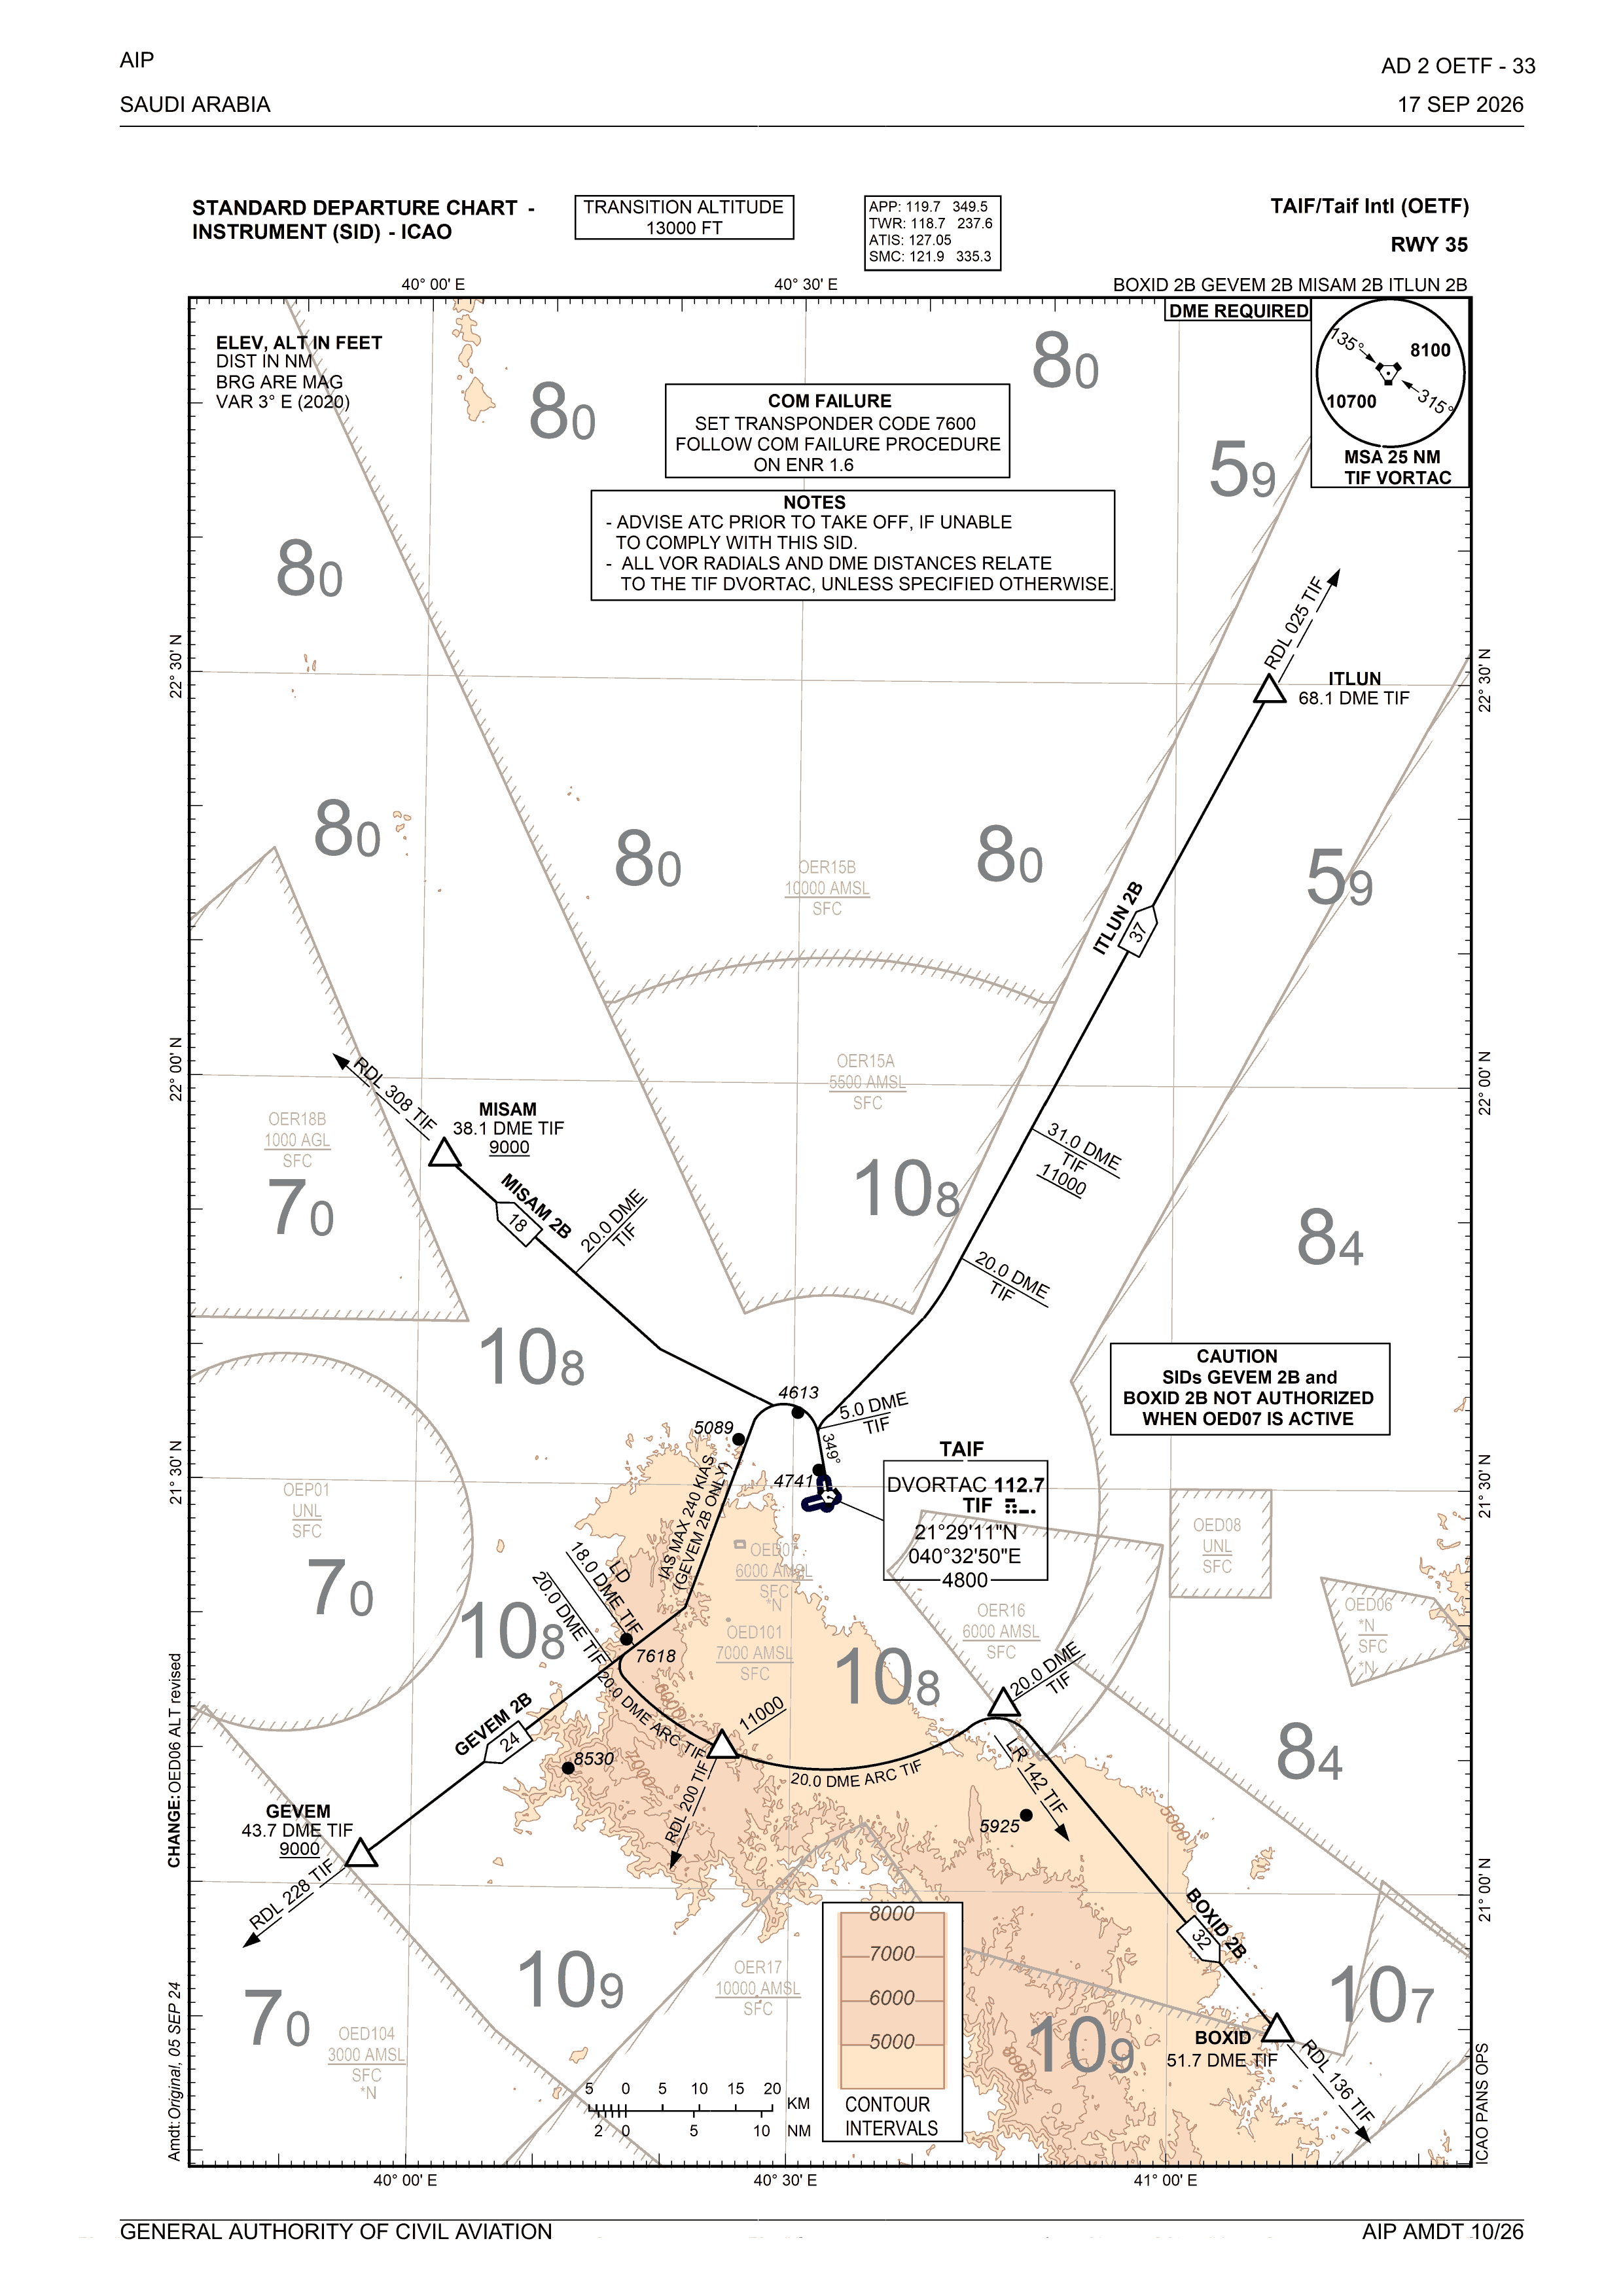 AIP
AD 2 OETF - 33
SAUDI ARABIA
17 SEP 2026
STANDARD DEPARTURE CHART -
INSTRUMENT (SID) - ICAO
TRANSITION ALTITUDE
13000 FT
APP: 119.7 349.5
TWR: 118.7 237.6
ATIS: 127.05
SMC: 121.9 335.3
TAIF/Taif Intl (OETF)
RWY 35
40° 00' E
40° 30' E
BOXID 2B GEVEM 2B MISAM 2B ITLUN 2B
DME REQUIRED
ELEV, ALT IN FEET
DIST IN NM
BRG ARE MAG
VAR 3° E (2020)
135°
8100
10700
315°
MSA 25 NM
TIF VORTAC
80
80
COM FAILURE
SET TRANSPONDER CODE 7600
FOLLOW COM FAILURE PROCEDURE
ON ENR 1.6
59
NOTES
- ADVISE ATC PRIOR TO TAKE OFF, IF UNABLE
TO COMPLY WITH THIS SID.
- ALL VOR RADIALS AND DME DISTANCES RELATE
TO THE TIF DVORTAC, UNLESS SPECIFIED OTHERWISE.
80
RDL 025 TIF
22° 30' N
22° 30' N
ITLUN
68.1 DME TIF
80
80
80
59
OER15B
10000 AMSL
SFC
ITLUN 2B
37
22° 00' N
22° 00' N
RDL 308 TIF
OER15A
5500 AMSL
SFC
MISAM
38.1 DME TIF
9000
OER18B
1000 AGL
SFC
70
31.0 DME
TIF
11000
MISAM 2B
18
20.0 DME
TIF
108
84
20.0 DME
TIF
108
CAUTION
SIDs GEVEM 2B and
BOXID 2B NOT AUTHORIZED
WHEN OED07 IS ACTIVE
4613
5.0 DME
TIF
5089
349°
4741
TAIF
DVORTAC 112.7
TIF
21°29'11"N
040°32'50"E
4800
21° 30' N
21° 30' N
OEP01
UNL
SFC
70
IAS MAX 240 KIAS
(GEVEM 2B ONLY)
OED07
6000 AMSL
SFC
*N
OED08
UNL
SFC
OED06
*N
SFC
*N
LD
18.0 DME TIF
20.0 DME TIF
108
OER16
6000 AMSL
SFC
OED101
7000 AMSL
SFC
7618
108
20.0 DME
TIF
6000
20.0 DME ARC TIF
11000
GEVEM 2B
24
8530
7000
20.0 DME ARC TIF
LR 142 TIF
84
RDL 200 TIF
5925
5000
GEVEM
43.7 DME TIF
9000
RDL 228 TIF
CHANGE: OED06 ALT revised
21° 00' N
BOXID 2B
32
8000
7000
6000
5000
CONTOUR
INTERVALS
109
OER17
10000 AMSL
SFC
107
70
OED104
3000 AMSL
SFC
*N
109
8000
BOXID
51.7 DME TIF
RDL 136 TIF
5 0 5 10 15 20
KM
2 0 5 10 NM
Amdt: Original, 05 SEP 24
ICAO PANS OPS
40° 00' E
40° 30' E
41° 00' E
GENERAL AUTHORITY OF CIVIL AVIATION
AIP AMDT 10/26